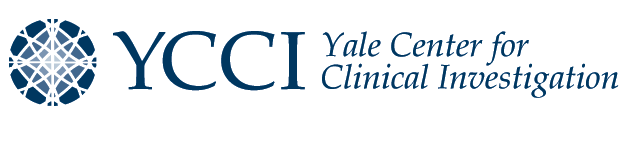 YCCI
Yale Center for
Clinical Investigation